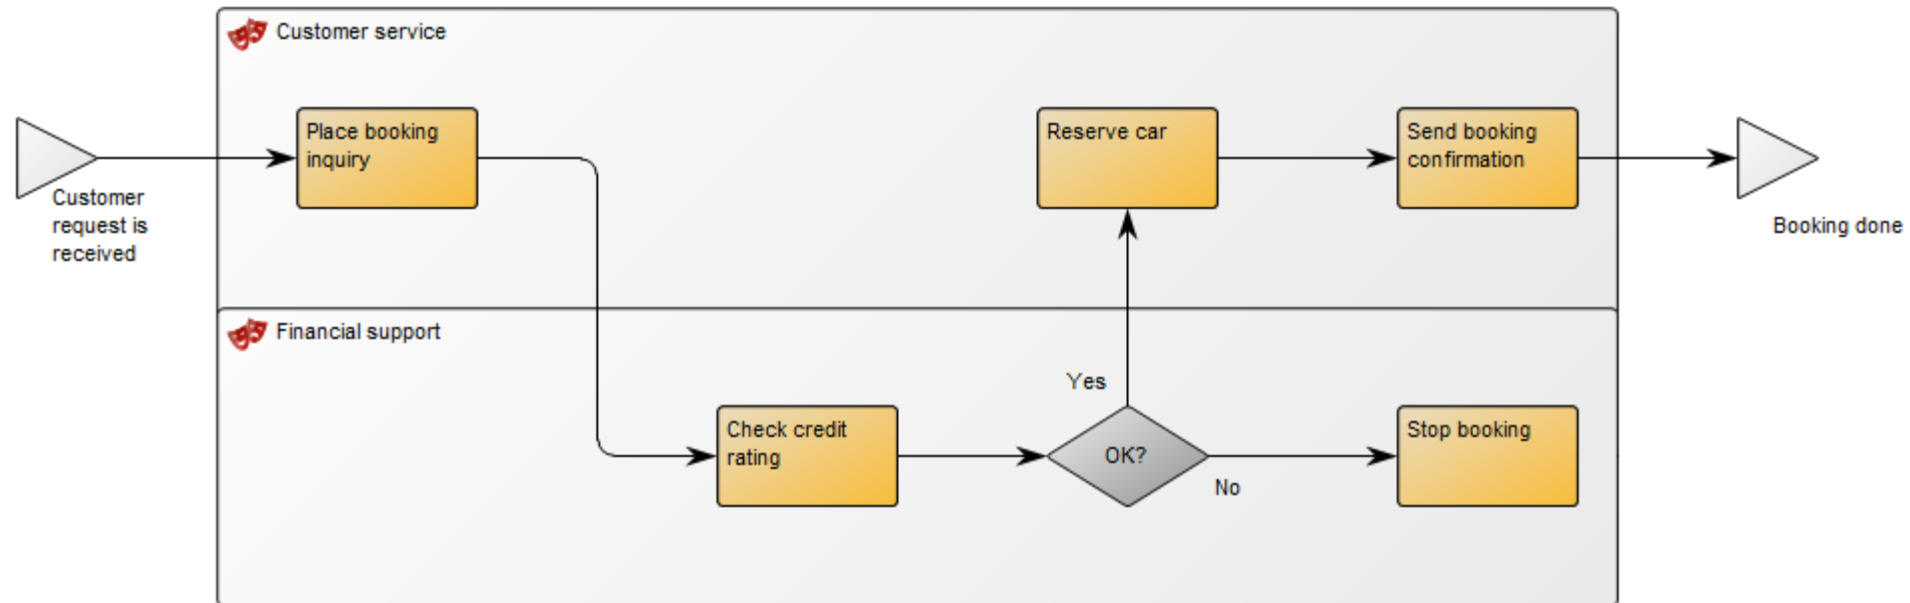 Customer service
Place booking
inquiry
Reserve car
Send booking
confirmation
Customer
request is
received
Booking done
Financial support
Yes
Check credit
rating
OK?
No
Stop booking